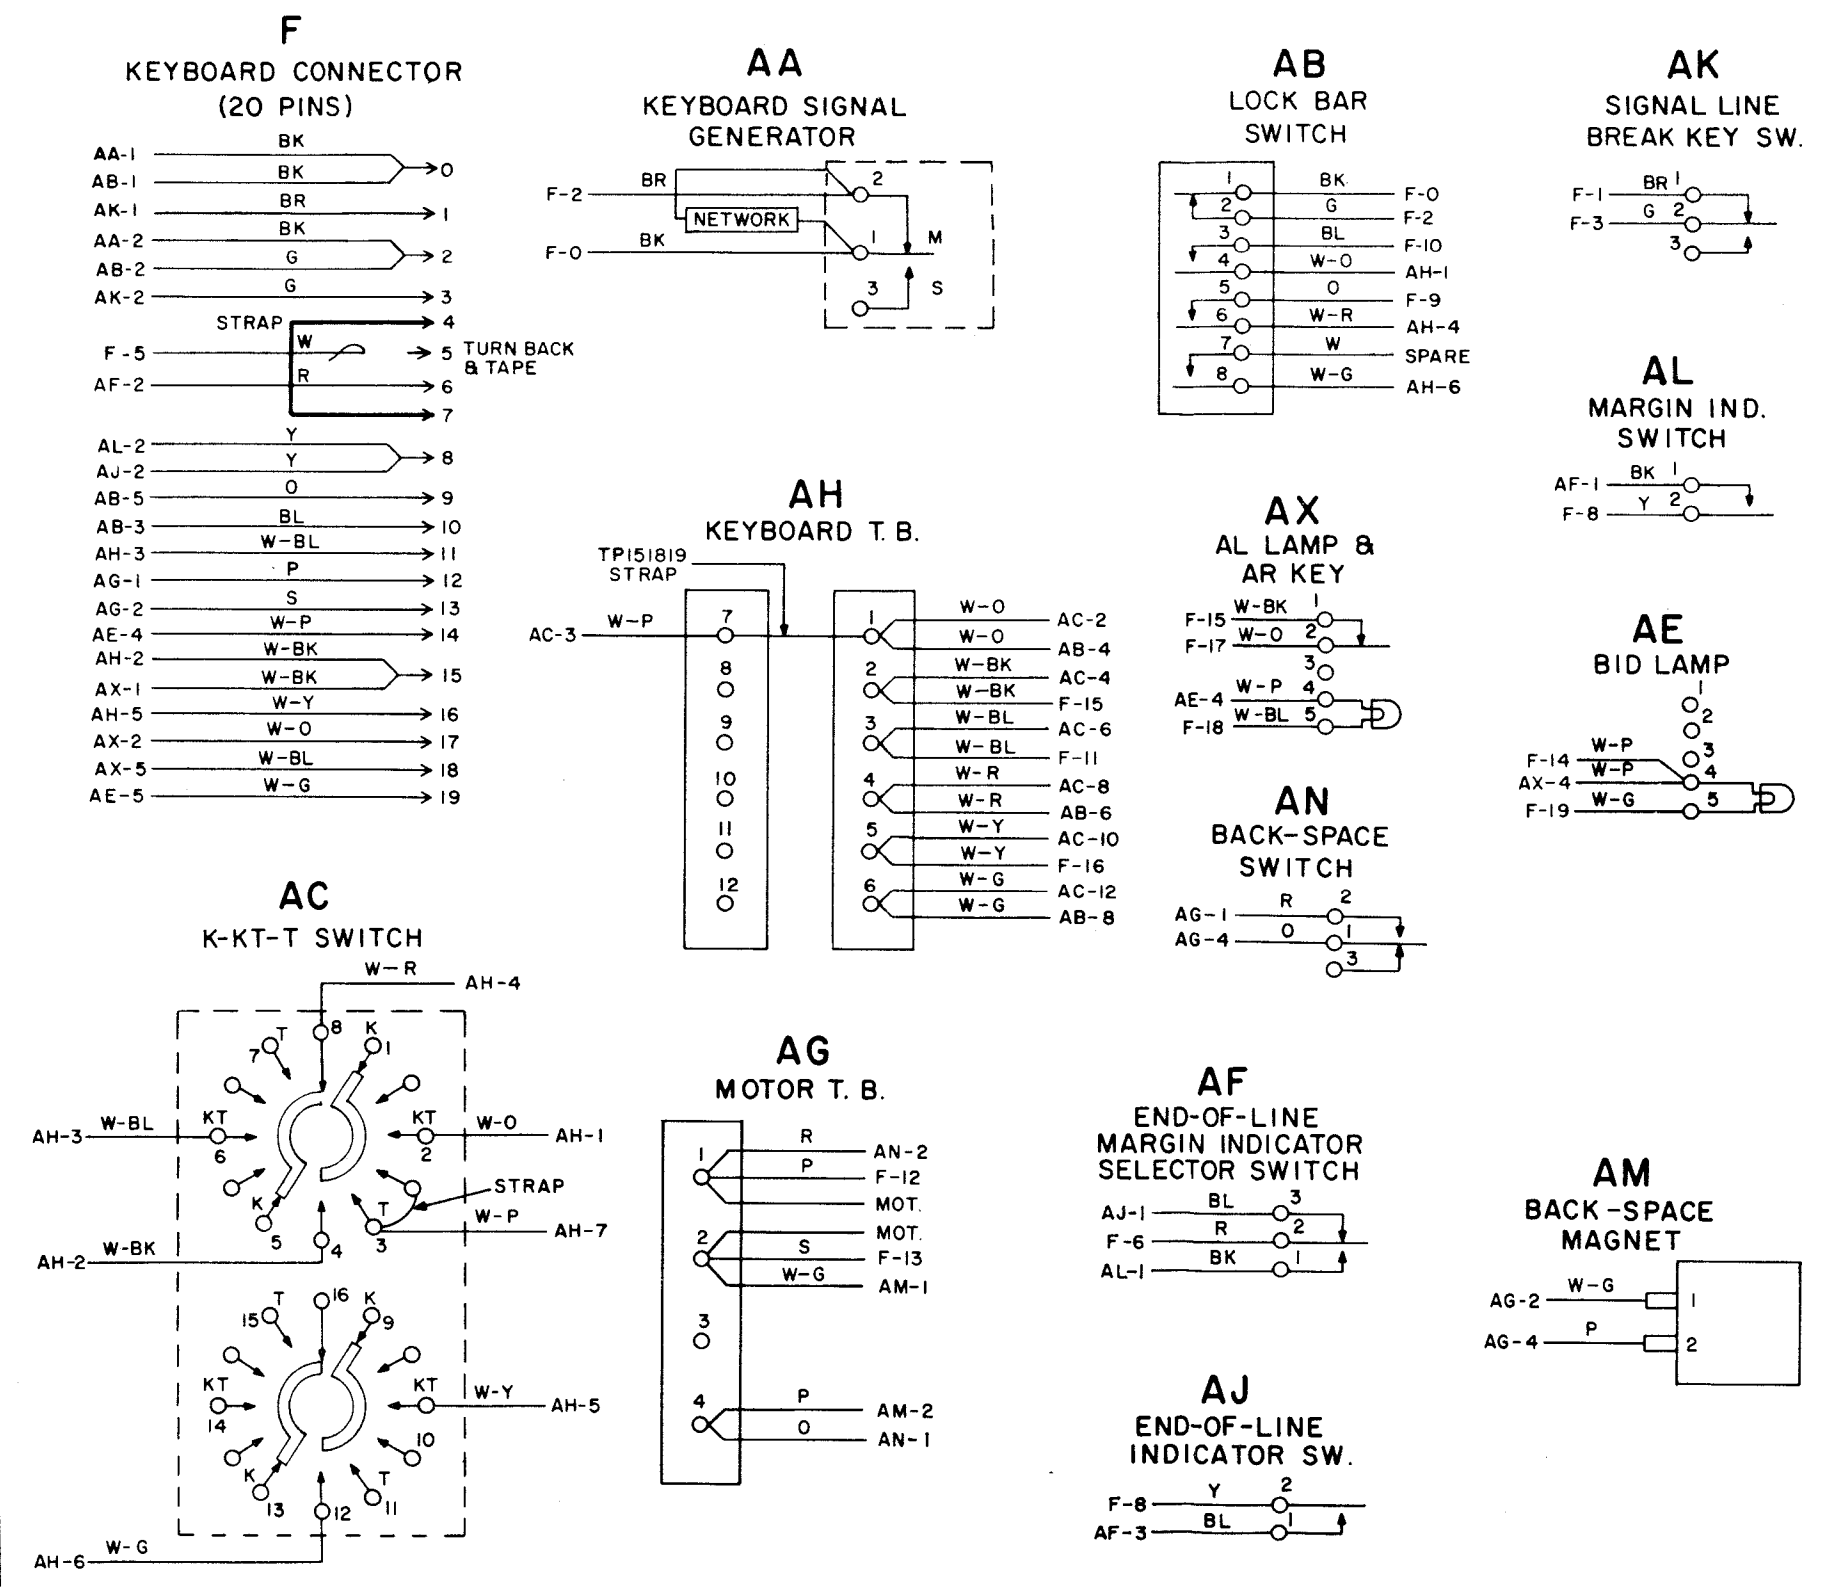 F
KEYBOARD CONNECTOR
(20 PINS)
AA-1 BK
AB-1 BK 0
AK-1 BR 1
AA-2 BK
AB-2 G 2
AK-2 G 3
STRAP 4
F-5 W 5 TURN BACK
& TAPE
AF-2 R 6
7
AL-2 Y
AJ-2 Y 8
AB-5 O 9
AB-3 BL 10
AH-3 W-BL 11
AG-1 P 12
AG-2 S 13
AE-4 W-P 14
AH-2 W-BK
AX-1 W-BK 15
AH-5 W-Y 16
AX-2 W-O 17
AX-5 W-BL 18
AE-5 W-G 19
AA
KEYBOARD SIGNAL
GENERATOR
F-2 BR 2
NETWORK
F-0 BK 1 M
3 S
AB
LOCK BAR
SWITCH
1 BK F-0
2 G F-2
3 BL F-10
4 W-O AH-1
5 O F-9
6 W-R AH-4
7 W SPARE
8 W-G AH-6
AK
SIGNAL LINE
BREAK KEY SW.
F-1 BR 1
F-3 G 2
3
AL
MARGIN IND.
SWITCH
AF-1 BK 1
F-8 Y 2
AH
KEYBOARD T.B.
TP151819
STRAP
AC-3 W-P 7 1 W-O AC-2
W-O AB-4
8 2 W-BK AC-4
W-BK F-15
9 3 W-BL AC-6
W-BL F-11
10 4 W-R AC-8
W-R AB-6
11 5 W-Y AC-10
W-Y F-16
12 6 W-G AC-12
W-G AB-8
AX
AL LAMP &
AR KEY
F-15 W-BK 1
F-17 W-O 2
3
AE-4 W-P 4
F-18 W-BL 5
AE
BID LAMP
1
2
3
F-14 W-P
AX-4 W-P 4
F-19 W-G 5
AN
BACK-SPACE
SWITCH
AG-1 R 2
AG-4 O 1
3
AC
K-KT-T SWITCH
W-R AH-4
7 T 8 K 1
AH-3 W-BL KT 6 KT 2 W-O AH-1
STRAP
K 5 4 T 3 W-P AH-7
AH-2 W-BK
15 T 16 K 9
KT 14 KT W-Y AH-5
10
K 13 12 T 11
AH-6 W-G
AG
MOTOR T.B.
1 R AN-2
P F-12
MOT.
2 MOT.
S F-13
W-G AM-1
3
4 P AM-2
O AN-1
AF
END-OF-LINE
MARGIN INDICATOR
SELECTOR SWITCH
AJ-1 BL 3
F-6 R 2
AL-1 BK 1
AM
BACK-SPACE
MAGNET
AG-2 W-G 1
AG-4 P 2
AJ
END-OF-LINE
INDICATOR SW.
F-8 Y 2
AF-3 BL 1